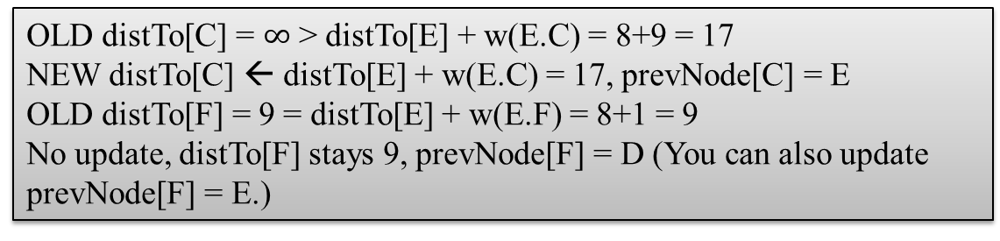 OLD distTo[C] = ∞ > distTo[E] + w(E.C) = 8+9 = 17
NEW distTo[C] ← distTo[E] + w(E.C) = 17, prevNode[C] = E
OLD distTo[F] = 9 = distTo[E] + w(E.F) = 8+1 = 9
No update, distTo[F] stays 9, prevNode[F] = D (You can also update
prevNode[F] = E.)